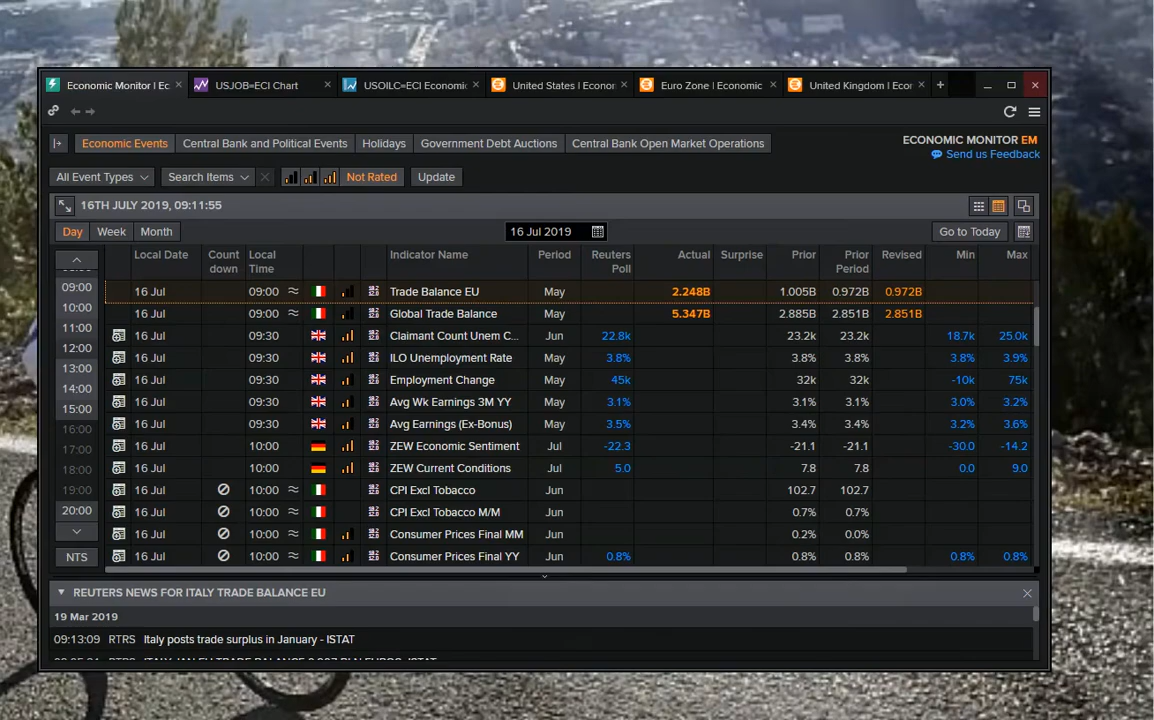 Economic Monitor | Ec
USJOB=ECI Chart
USOILC=ECI Economic
United States | Econor
Euro Zone | Economic
United Kingdom | Ecor
Economic Events
Central Bank and Political Events
Holidays
Government Debt Auctions
Central Bank Open Market Operations
ECONOMIC MONITOR EM
Send us Feedback
All Event Types
Search Items
Not Rated
Update
16TH JULY 2019, 09:11:55
Day Week Month
16 Jul 2019
Go to Today
Local Date Count down Local Time Indicator Name Period Reuters Poll Actual Surprise Prior Prior Period Revised Min Max
09:00
10:00
11:00
12:00
13:00
14:00
15:00
16:00
17:00
18:00
19:00
20:00
NTS
16 Jul 09:00 ≈ Trade Balance EU May 2.248B 1.005B 0.972B 0.972B
16 Jul 09:00 ≈ Global Trade Balance May 5.347B 2.885B 2.851B 2.851B
16 Jul 09:30 Claimant Count Unem C... Jun 22.8k 23.2k 23.2k 18.7k 25.0k
16 Jul 09:30 ILO Unemployment Rate May 3.8% 3.8% 3.8% 3.8% 3.9%
16 Jul 09:30 Employment Change May 45k 32k 32k -10k 75k
16 Jul 09:30 Avg Wk Earnings 3M YY May 3.1% 3.1% 3.1% 3.0% 3.2%
16 Jul 09:30 Avg Earnings (Ex-Bonus) May 3.5% 3.4% 3.4% 3.2% 3.6%
16 Jul 10:00 ZEW Economic Sentiment Jul -22.3 -21.1 -21.1 -30.0 -14.2
16 Jul 10:00 ZEW Current Conditions Jul 5.0 7.8 7.8 0.0 9.0
16 Jul 10:00 ≈ CPI Excl Tobacco Jun 102.7 102.7
16 Jul 10:00 ≈ CPI Excl Tobacco M/M Jun 0.7% 0.7%
16 Jul 10:00 ≈ Consumer Prices Final MM Jun 0.2% 0.0%
16 Jul 10:00 ≈ Consumer Prices Final YY Jun 0.8% 0.8% 0.8% 0.8% 0.8%
REUTERS NEWS FOR ITALY TRADE BALANCE EU
19 Mar 2019
09:13:09 RTRS Italy posts trade surplus in January - ISTAT